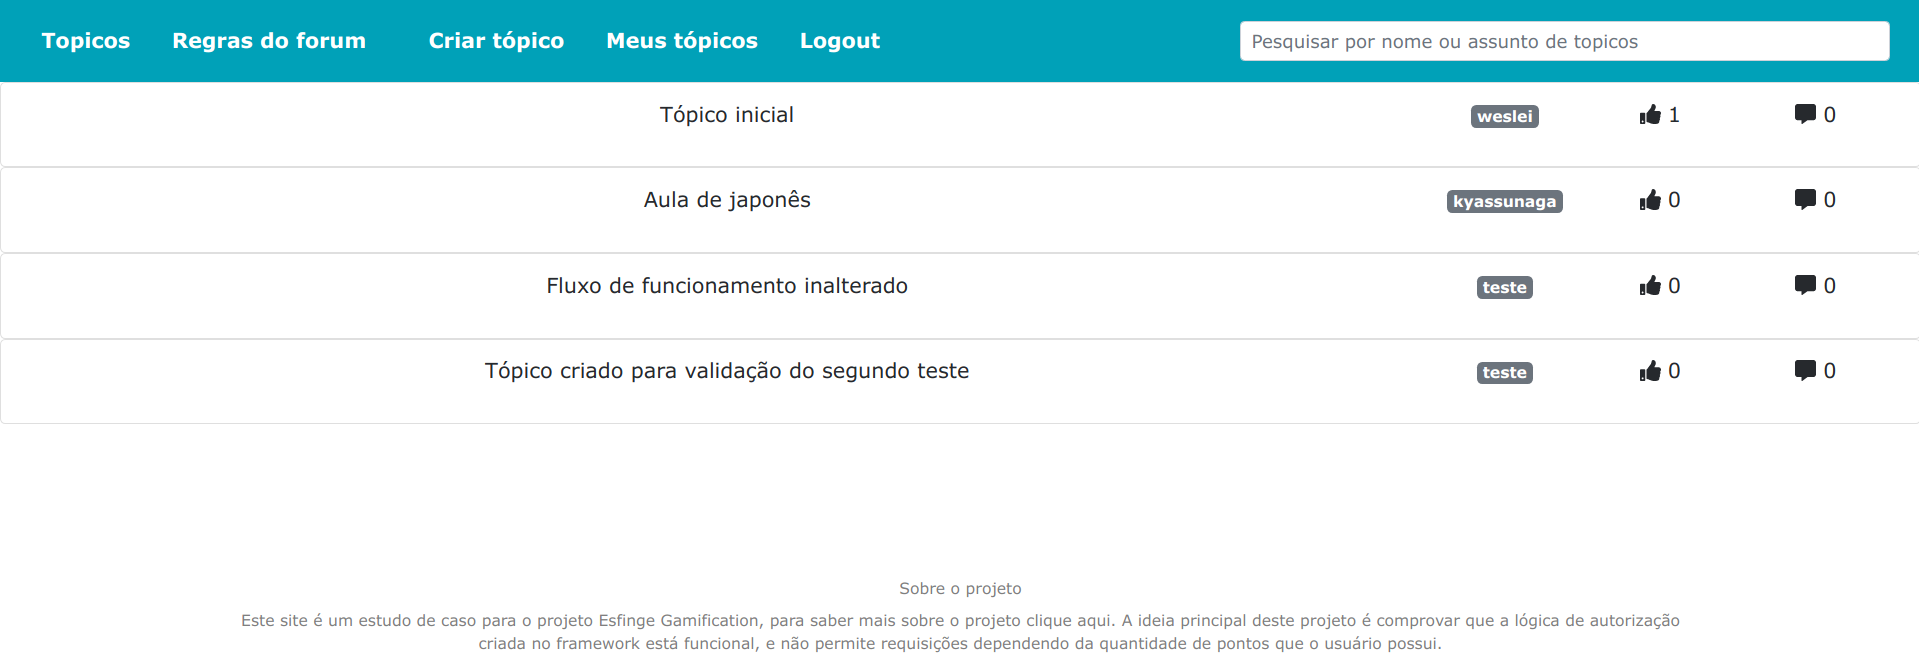 Topicos Regras do forum Criar tópico Meus tópicos Logout Pesquisar por nome ou assunto de topicos
Tópico inicial weslei 1 0
Aula de japonês kyassunaga 0 0
Fluxo de funcionamento inalterado teste 0 0
Tópico criado para validação do segundo teste teste 0 0
Sobre o projeto
Este site é um estudo de caso para o projeto Esfinge Gamification, para saber mais sobre o projeto clique aqui. A ideia principal deste projeto é comprovar que a lógica de autorização
criada no framework está funcional, e não permite requisições dependendo da quantidade de pontos que o usuário possui.